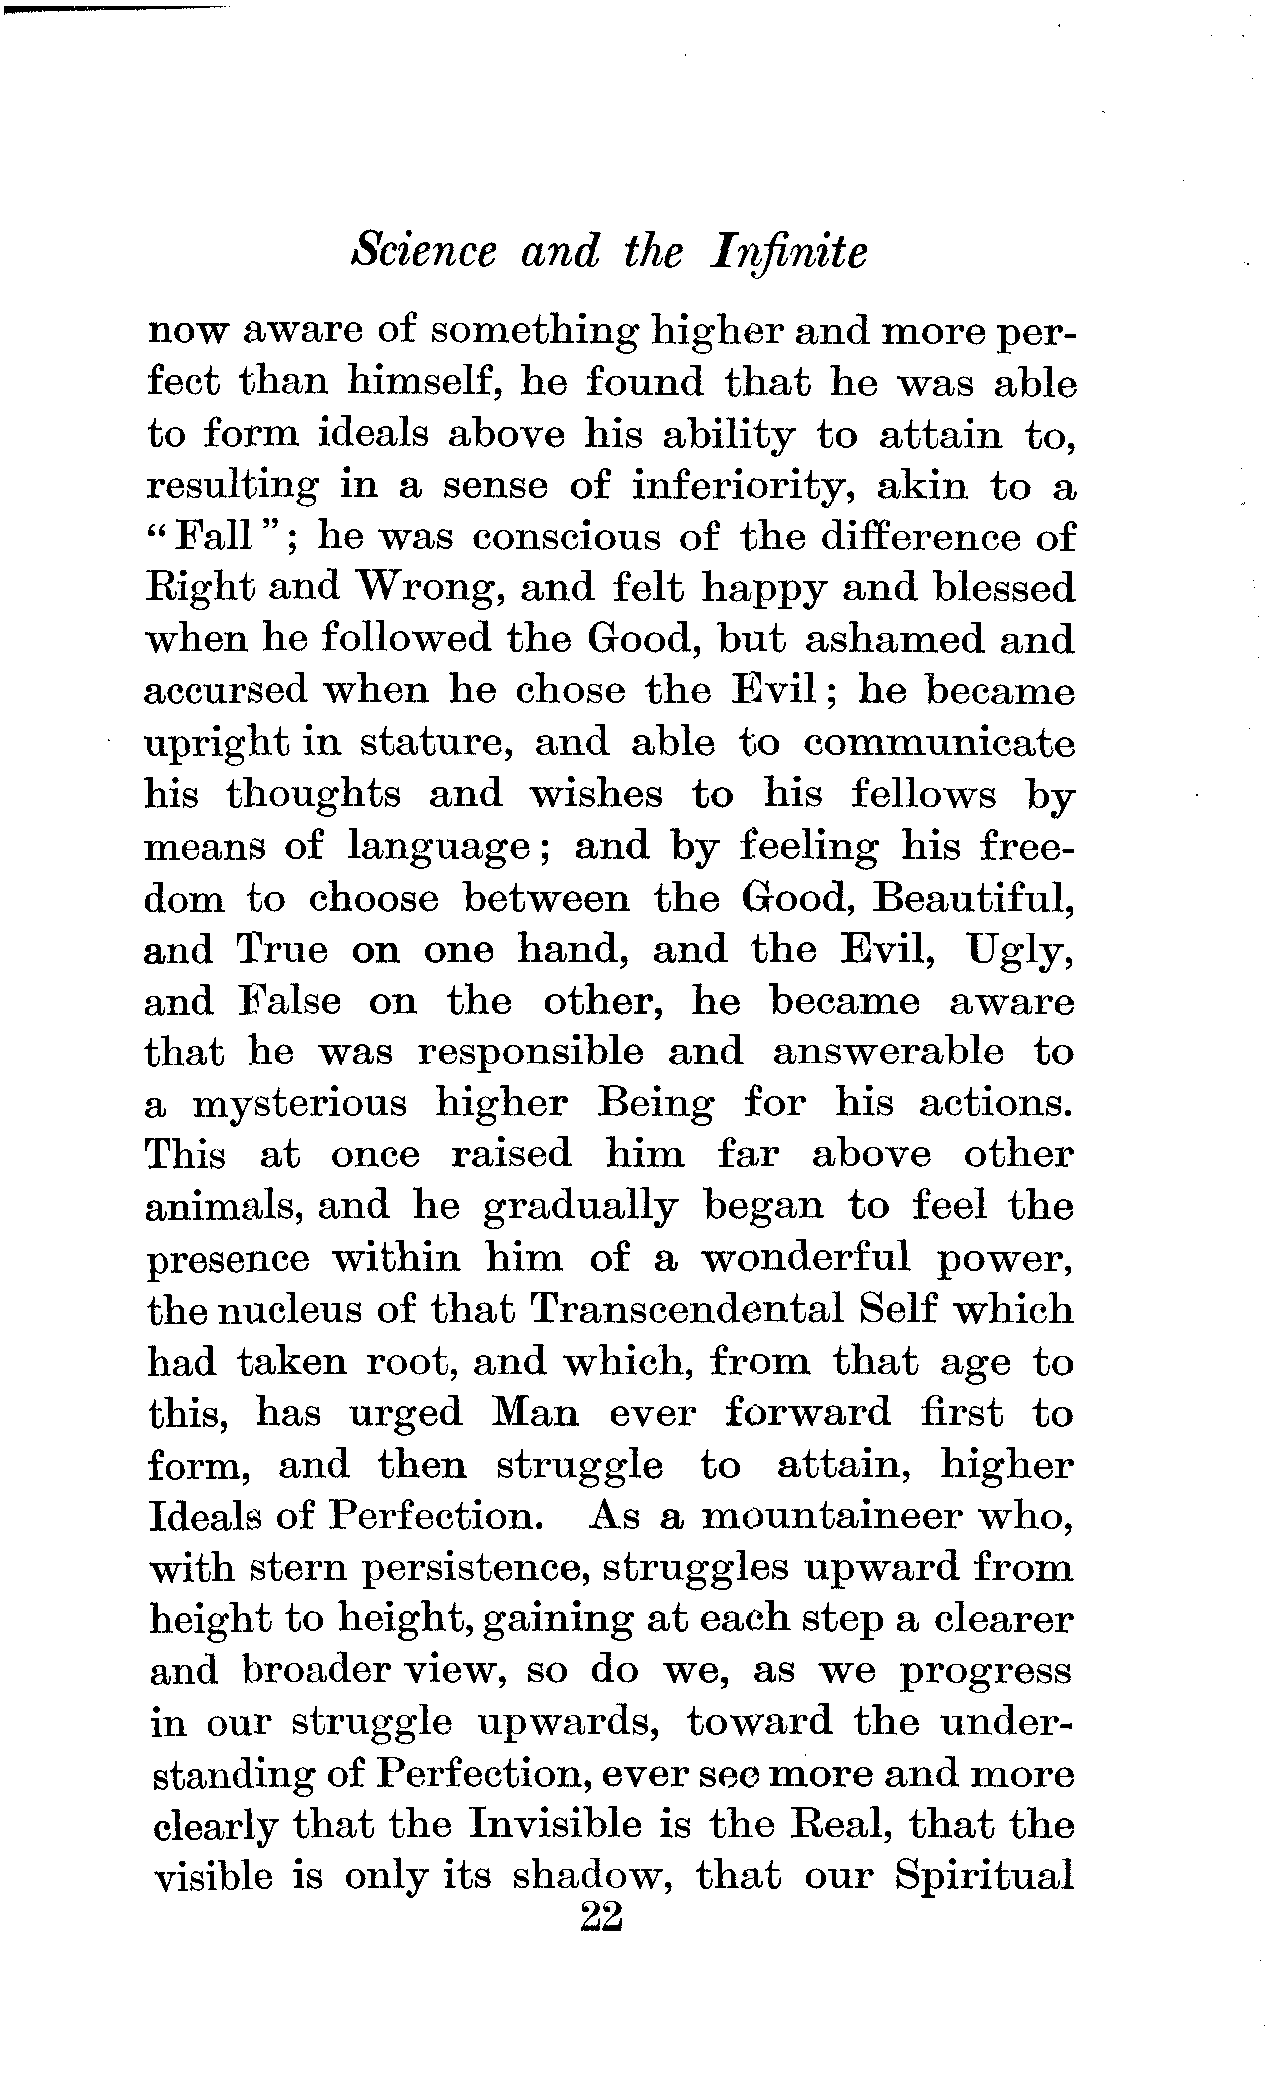 Science and the Infinite
now aware of something higher and more per-
fect than himself, he found that he was able
to form ideals above his ability to attain to,
resulting in a sense of inferiority, akin to a
“Fall”; he was conscious of the difference of
Right and Wrong, and felt happy and blessed
when he followed the Good, but ashamed and
accursed when he chose the Evil; he became
upright in stature, and able to communicate
his thoughts and wishes to his fellows by
means of language; and by feeling his free-
dom to choose between the Good, Beautiful,
and True on one hand, and the Evil, Ugly,
and False on the other, he became aware
that he was responsible and answerable to
a mysterious higher Being for his actions.
This at once raised him far above other
animals, and he gradually began to feel the
presence within him of a wonderful power,
the nucleus of that Transcendental Self which
had taken root, and which, from that age to
this, has urged Man ever forward first to
form, and then struggle to attain, higher
Ideals of Perfection. As a mountaineer who,
with stern persistence, struggles upward from
height to height, gaining at each step a clearer
and broader view, so do we, as we progress
in our struggle upwards, toward the under-
standing of Perfection, ever see more and more
clearly that the Invisible is the Real, that the
visible is only its shadow, that our Spiritual
22